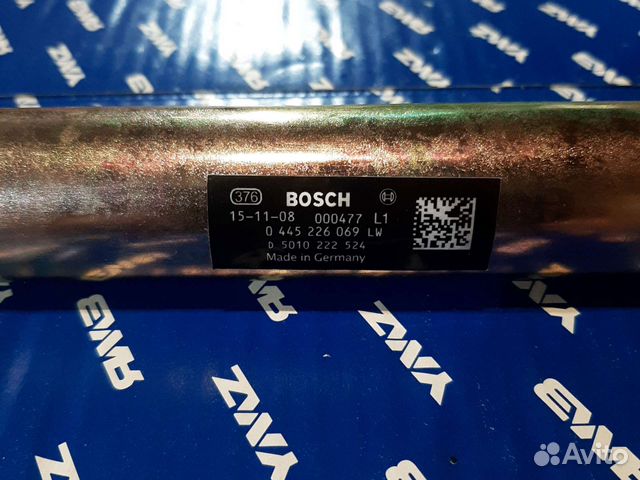 376 BOSCH
15-11-08 000477 L1
0 445 226 069 LW
D 5010 222 524
Made in Germany
Avito